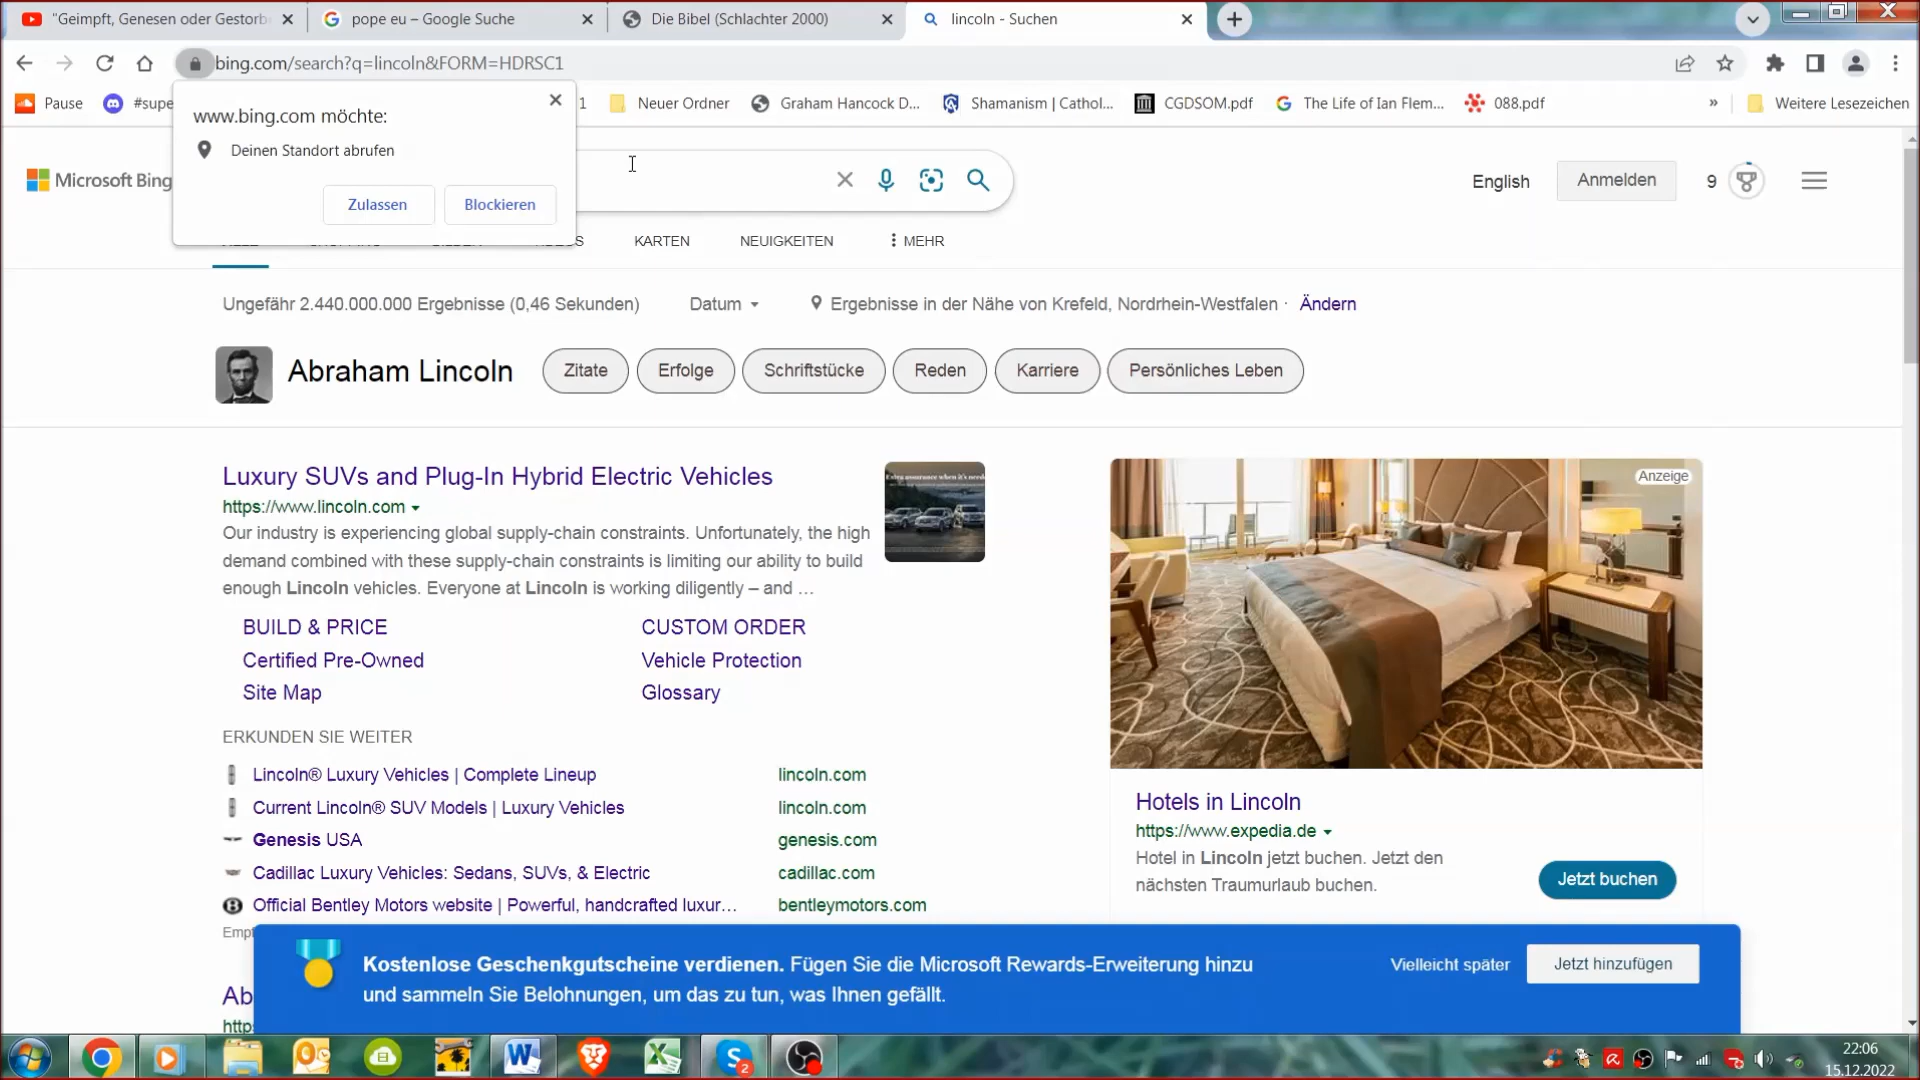 "Geimpft, Genesen oder Gestorbe
pope eu – Google Suche
Die Bibel (Schlachter 2000)
lincoln - Suchen
bing.com/search?q=lincoln&FORM=HDRSC1
Pause
#supe
1
Neuer Ordner
Graham Hancock D...
Shamanism | Cathol...
CGDSOM.pdf
The Life of Ian Flem...
088.pdf
»
Weitere Lesezeichen
www.bing.com möchte:
Deinen Standort abrufen
Zulassen
Blockieren
Microsoft Bing
English
Anmelden
9
KARTEN
NEUIGKEITEN
MEHR
Ungefähr 2.440.000.000 Ergebnisse (0,46 Sekunden)
Datum
Ergebnisse in der Nähe von Krefeld, Nordrhein-Westfalen · Ändern
Abraham Lincoln
Zitate
Erfolge
Schriftstücke
Reden
Karriere
Persönliches Leben
Luxury SUVs and Plug-In Hybrid Electric Vehicles
https://www.lincoln.com
Our industry is experiencing global supply-chain constraints. Unfortunately, the high
demand combined with these supply-chain constraints is limiting our ability to build
enough Lincoln vehicles. Everyone at Lincoln is working diligently – and …
BUILD & PRICE
CUSTOM ORDER
Certified Pre-Owned
Vehicle Protection
Site Map
Glossary
ERKUNDEN SIE WEITER
Lincoln® Luxury Vehicles | Complete Lineup
lincoln.com
Current Lincoln® SUV Models | Luxury Vehicles
lincoln.com
Genesis USA
genesis.com
Cadillac Luxury Vehicles: Sedans, SUVs, & Electric
cadillac.com
Official Bentley Motors website | Powerful, handcrafted luxur…
bentleymotors.com
Empf
Ab
http
Anzeige
Hotels in Lincoln
https://www.expedia.de
Hotel in Lincoln jetzt buchen. Jetzt den
nächsten Traumurlaub buchen.
Jetzt buchen
Kostenlose Geschenkgutscheine verdienen. Fügen Sie die Microsoft Rewards-Erweiterung hinzu
und sammeln Sie Belohnungen, um das zu tun, was Ihnen gefällt.
Vielleicht später
Jetzt hinzufügen
2
22:06
15.12.2022